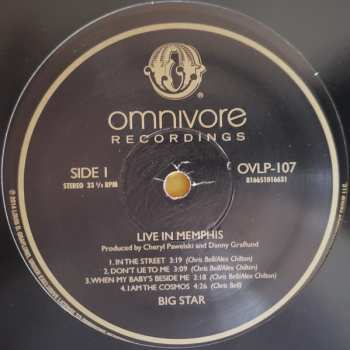 omnivore
RECORDINGS
SIDE 1
STEREO 33 ⅓ RPM
OVLP-107
816651016631
LIVE IN MEMPHIS
Produced by Cheryl Pawelski and Danny Graflund
1. IN THE STREET 3:19 (Chris Bell/Alex Chilton)
2. DON'T LIE TO ME 3:09 (Chris Bell/Alex Chilton)
3. WHEN MY BABY'S BESIDE ME 3:18 (Chris Bell/Alex Chilton)
4. I AM THE COSMOS 4:26 (Chris Bell)
BIG STAR